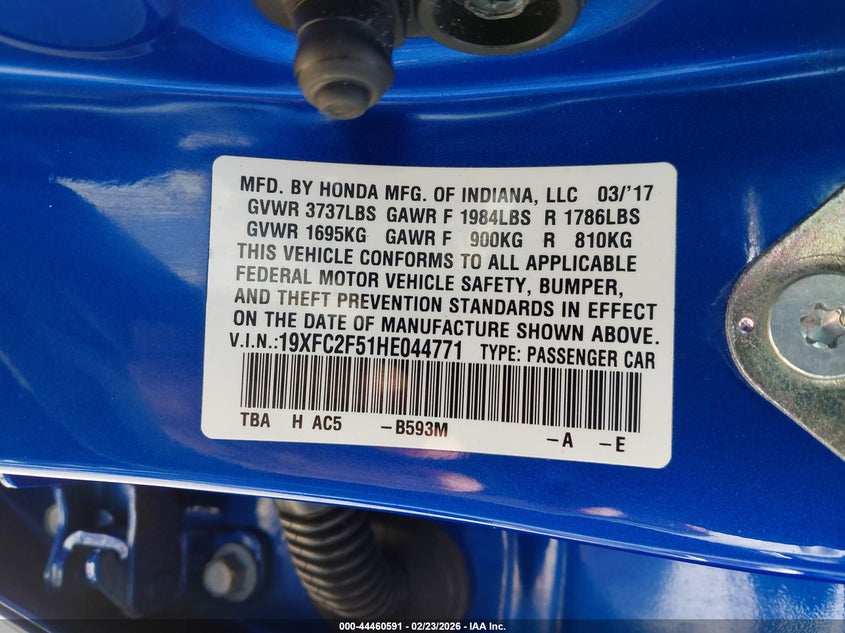 MFD. BY HONDA MFG. OF INDIANA, LLC 03/'17
GVWR 3737LBS GAWR F 1984LBS R 1786LBS
GVWR 1695KG GAWR F 900KG R 810KG
THIS VEHICLE CONFORMS TO ALL APPLICABLE
FEDERAL MOTOR VEHICLE SAFETY, BUMPER,
AND THEFT PREVENTION STANDARDS IN EFFECT
ON THE DATE OF MANUFACTURE SHOWN ABOVE.
V.I.N.:19XFC2F51HE044771 TYPE: PASSENGER CAR
TBA H AC5 -B593M -A -E
000-44460591 - 02/23/2026 - IAA Inc.